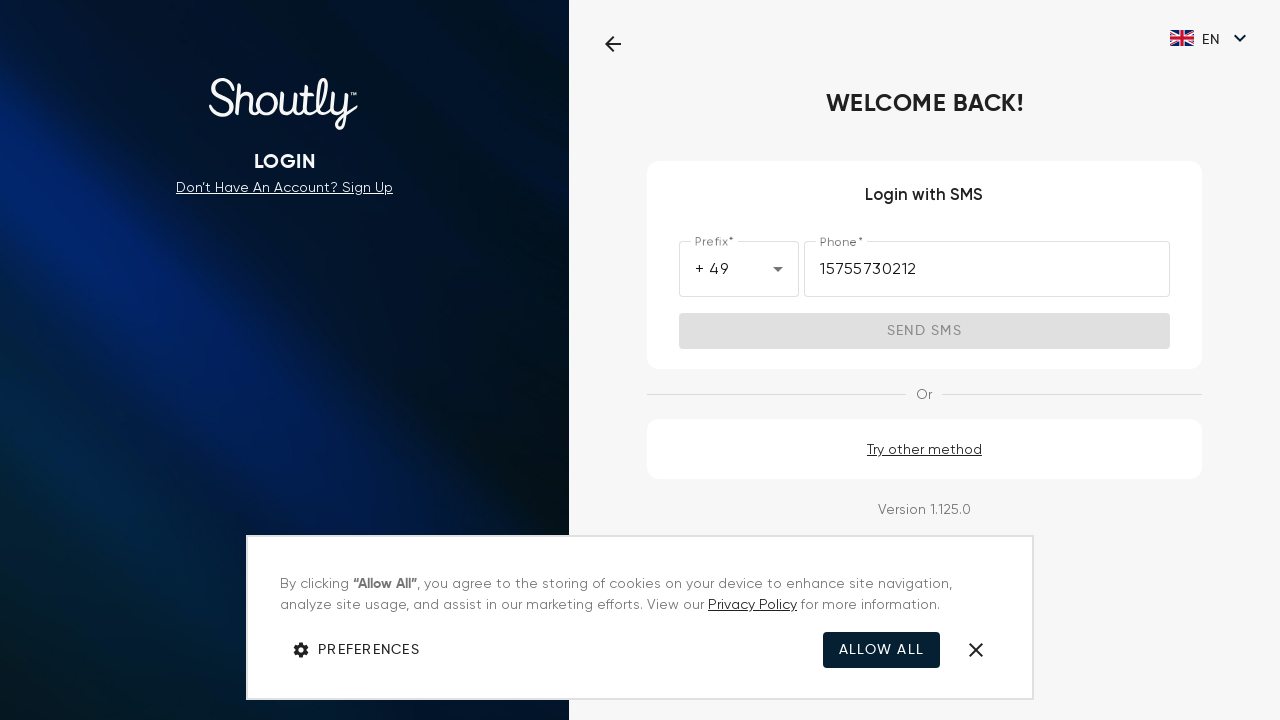 Shoutly™
LOGIN
Don't Have An Account? Sign Up
EN
WELCOME BACK!
Login with SMS
Prefix*
+ 49
Phone*
15755730212
SEND SMS
Or
Try other method
Version 1.125.0
By clicking “Allow All”, you agree to the storing of cookies on your device to enhance site navigation,
analyze site usage, and assist in our marketing efforts. View our Privacy Policy for more information.
PREFERENCES
ALLOW ALL